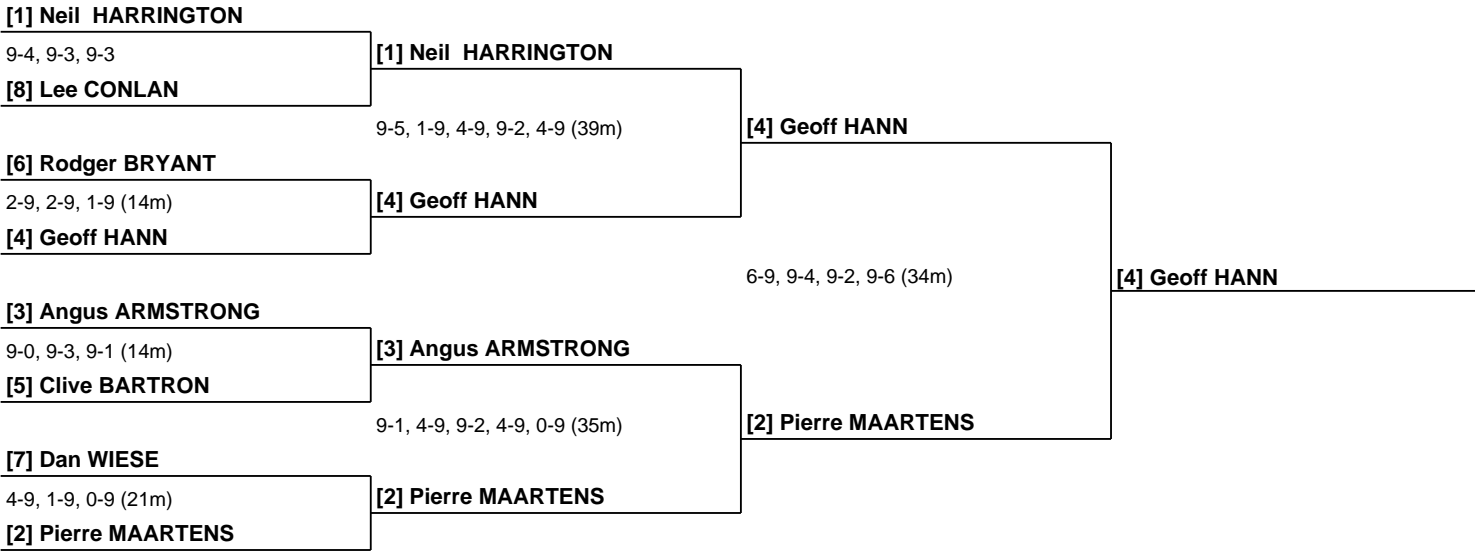 [1] Neil  HARRINGTON
9-4, 9-3, 9-3
[8] Lee CONLAN
[1] Neil  HARRINGTON
9-5, 1-9, 4-9, 9-2, 4-9 (39m)
[4] Geoff HANN
[6] Rodger BRYANT
2-9, 2-9, 1-9 (14m)
[4] Geoff HANN
[4] Geoff HANN
6-9, 9-4, 9-2, 9-6 (34m)
[4] Geoff HANN
[3] Angus ARMSTRONG
9-0, 9-3, 9-1 (14m)
[5] Clive BARTRON
[3] Angus ARMSTRONG
9-1, 4-9, 9-2, 4-9, 0-9 (35m)
[2] Pierre MAARTENS
[7] Dan WIESE
4-9, 1-9, 0-9 (21m)
[2] Pierre MAARTENS
[2] Pierre MAARTENS